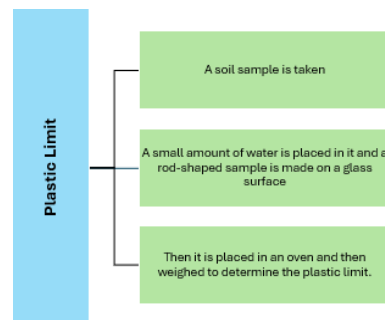 Plastic Limit
A soil sample is taken
A small amount of water is placed in it and a
rod-shaped sample is made on a glass
surface
Then it is placed in an oven and then
weighed to determine the plastic limit.